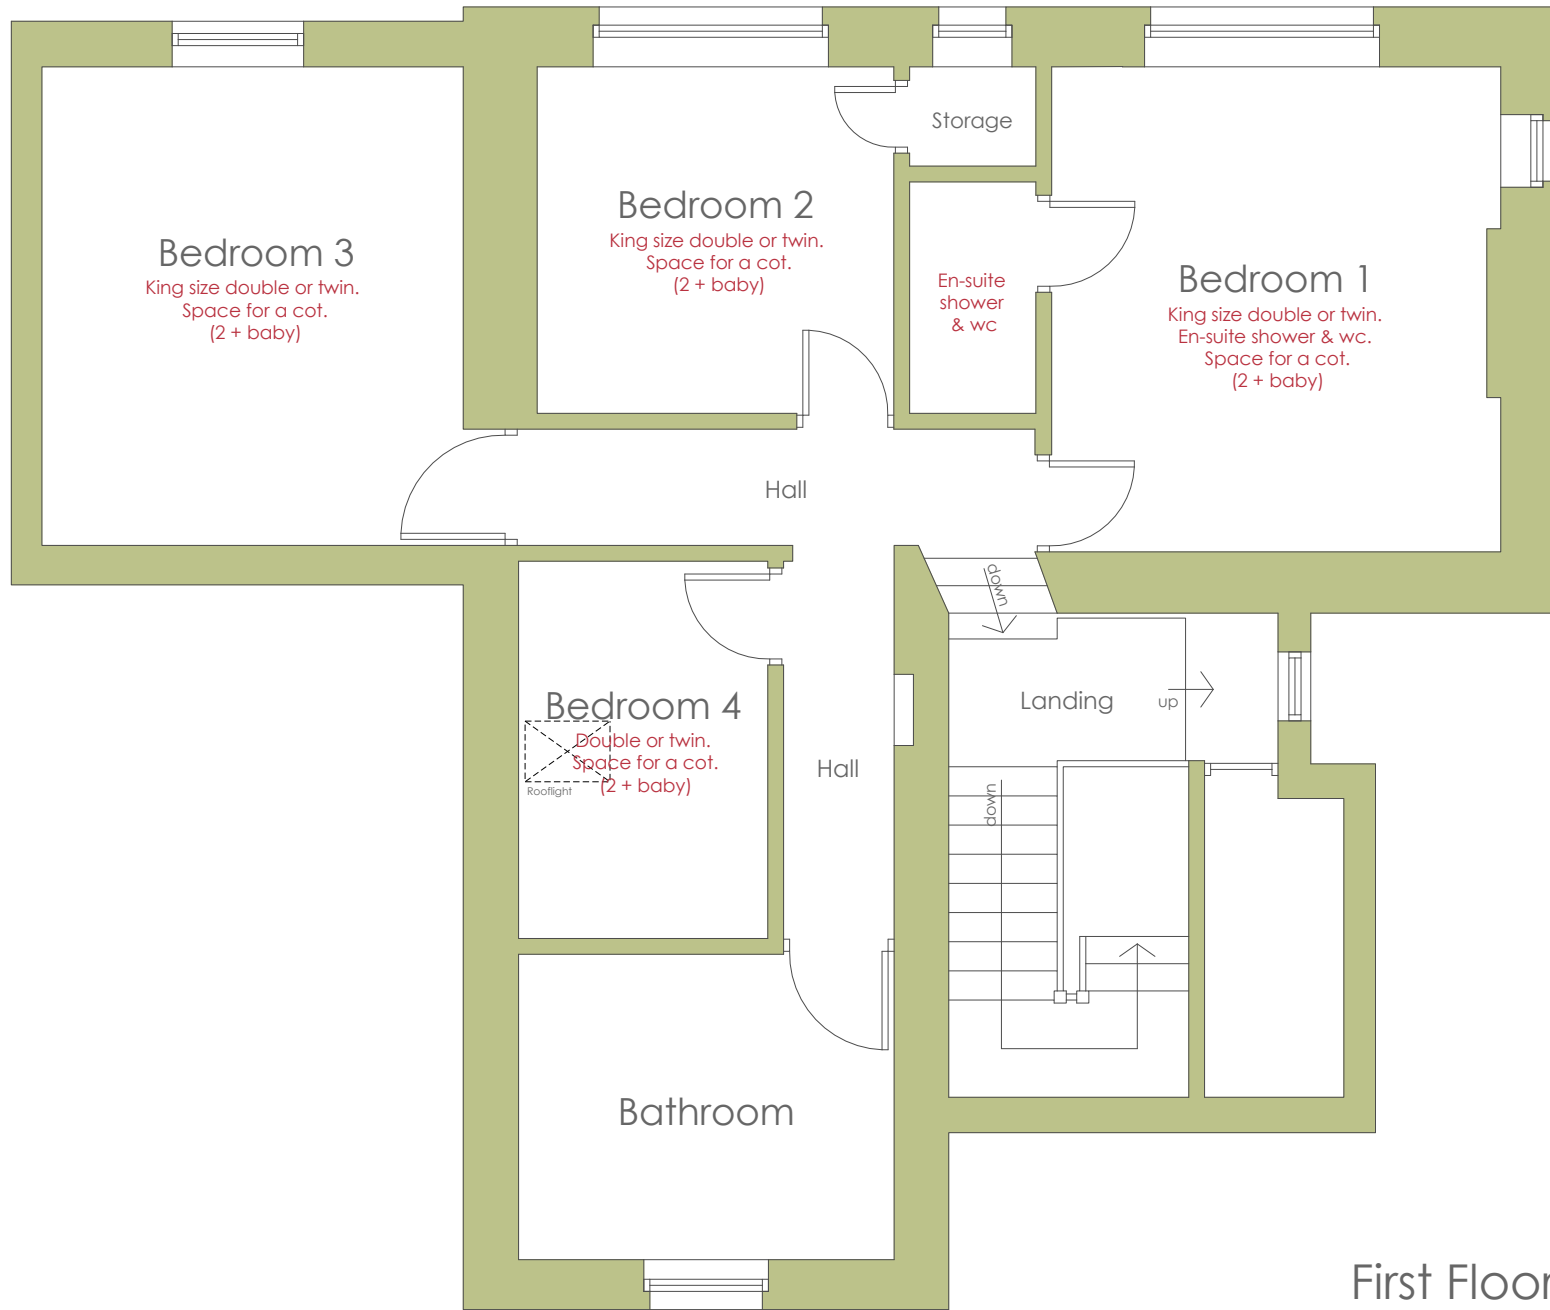 Storage
Bedroom 2
King size double or twin.
Space for a cot.
(2 + baby)
Bedroom 3
King size double or twin.
Space for a cot.
(2 + baby)
En-suite
shower
& wc
Bedroom 1
King size double or twin.
En-suite shower & wc.
Space for a cot.
(2 + baby)
Hall
down
Bedroom 4
Double or twin.
Space for a cot.
(2 + baby)
Rooflight
Hall
Landing
up
down
Bathroom
First Floor